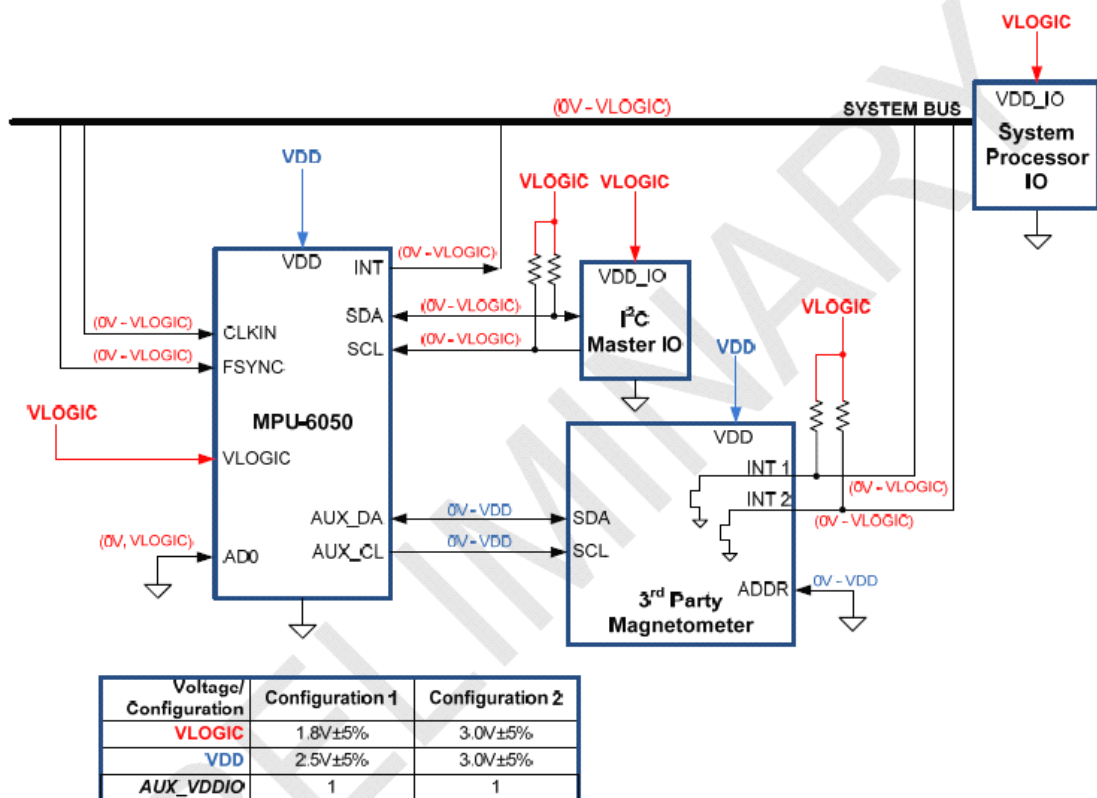 VLOGIC
(0V - VLOGIC)
SYSTEM BUS
VDD_IO
System
Processor
IO
VDD
VLOGIC VLOGIC
VDD
INT
(0V - VLOGIC)
VDD_IO
I²C
Master IO
SDA
(0V - VLOGIC)
SCL
(0V - VLOGIC)
(0V - VLOGIC)
CLKIN
(0V - VLOGIC)
FSYNC
VLOGIC
VDD
VLOGIC
MPU-6050
VLOGIC
VDD
INT 1
(0V - VLOGIC)
INT 2
(0V - VLOGIC)
AUX_DA
0V - VDD
SDA
AUX_CL
0V - VDD
SCL
(0V, VLOGIC)
AD0
ADDR
0V - VDD
3rd Party
Magnetometer
PRELIMINARY
Voltage/
Configuration
Configuration 1
Configuration 2
VLOGIC 1.8V±5% 3.0V±5%
VDD 2.5V±5% 3.0V±5%
AUX_VDDIO 1 1